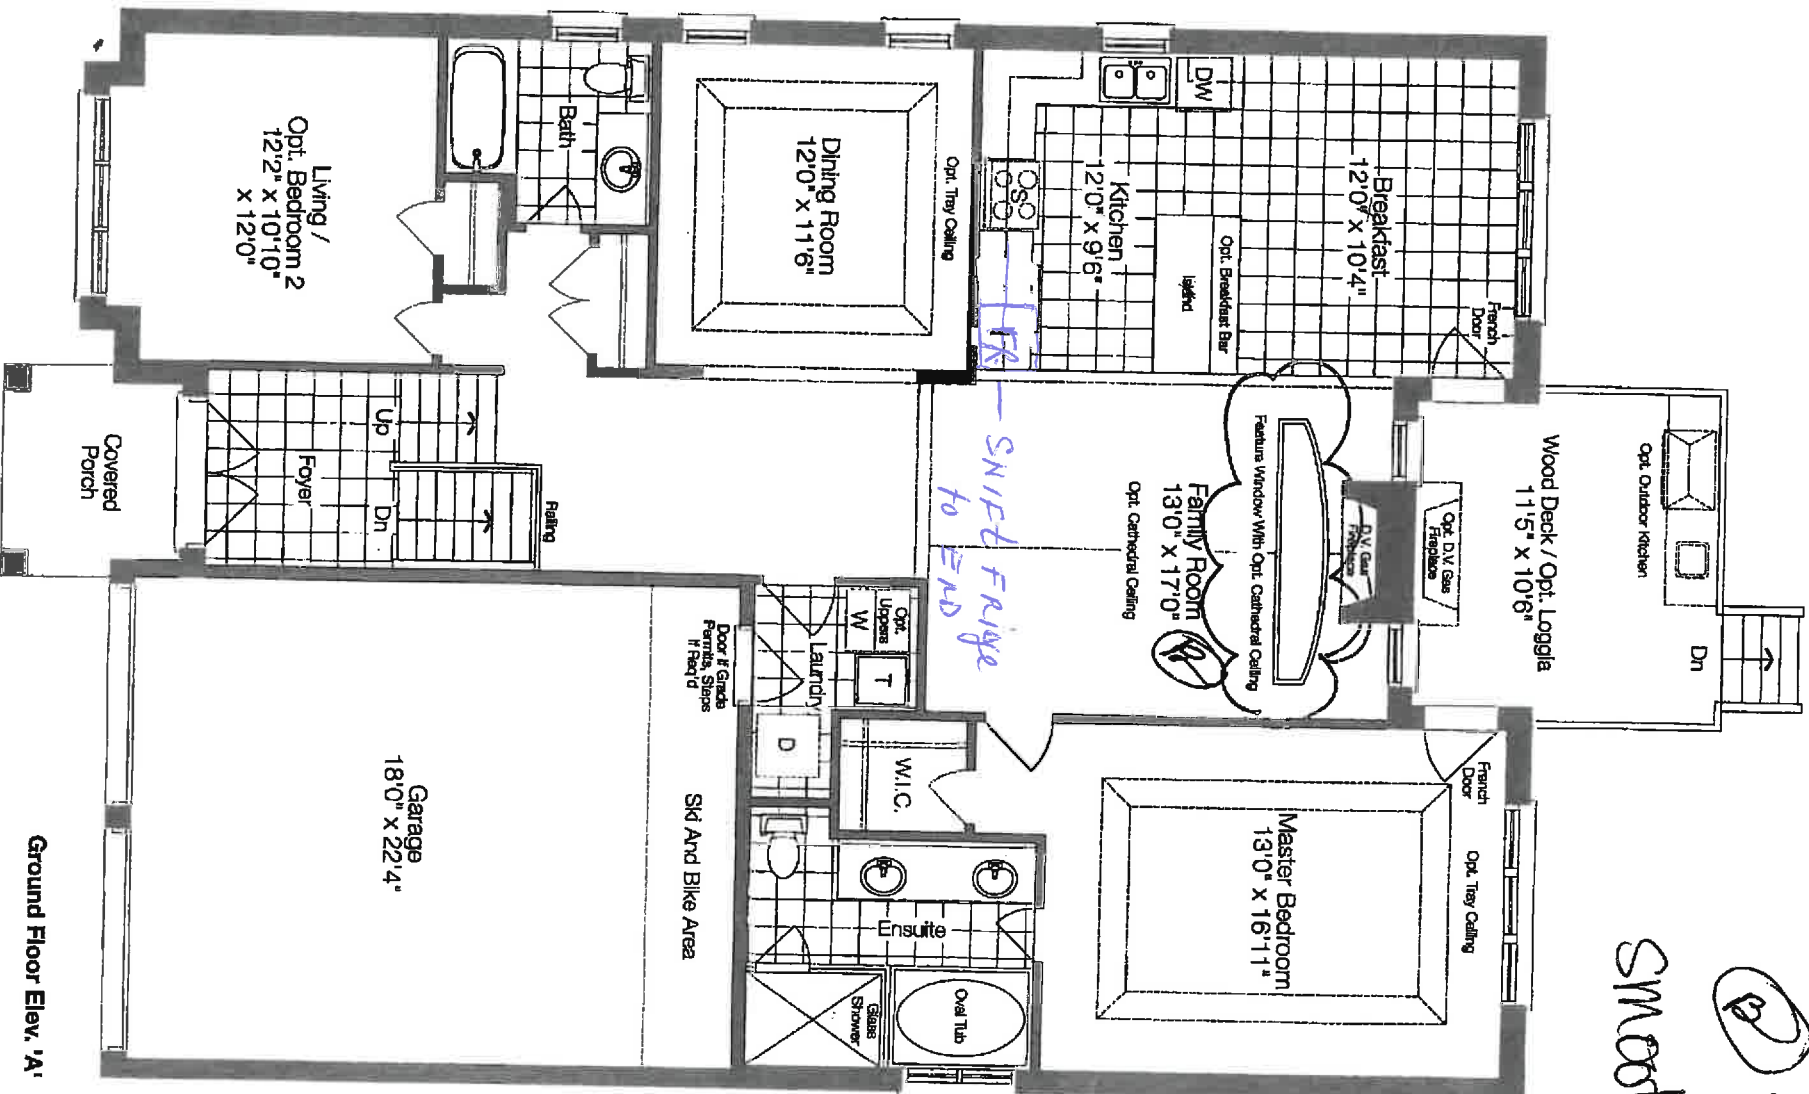 Opt. Outdoor Kitchen
Dn
Wood Deck / Opt. Loggia
11'5" x 10'6"
Opt. D.V. Gas
Fireplace
D.V. Gas
Fireplace
French
Door
Breakfast
12'0" x 10'4"
Opt. Breakfast Bar
Island
DW
Kitchen
12'0" x 9'6"
S
FR
SHIFT FRIDGE
to END
Feature Window With Opt. Cathedral Ceiling
Family Room
13'0" x 17'0"
Opt. Cathedral Ceiling
French
Door
Opt. Tray Ceiling
Master Bedroom
13'0" x 16'11"
W.I.C.
Opt. Tray Ceiling
Dining Room
12'0" x 11'6"
Opt.
Uppers
W
T
Laundry
D
Door If Grade
Permits, Steps
If Req'd
Ensuite
Oval Tub
Glass
Shower
Bath
Railing
Up
Dn
Foyer
Living /
Opt. Bedroom 2
12'2" x 10'10"
x 12'0"
Covered
Porch
Ski And Bike Area
Garage
18'0" x 22'4"
Ground Floor Elev. 'A'